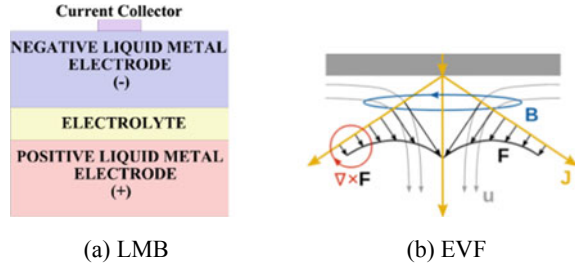 Current Collector
NEGATIVE LIQUID METAL
ELECTRODE
(-)
ELECTROLYTE
POSITIVE LIQUID METAL
ELECTRODE
(+)
B
F
J
∇×F
u
(a) LMB
(b) EVF